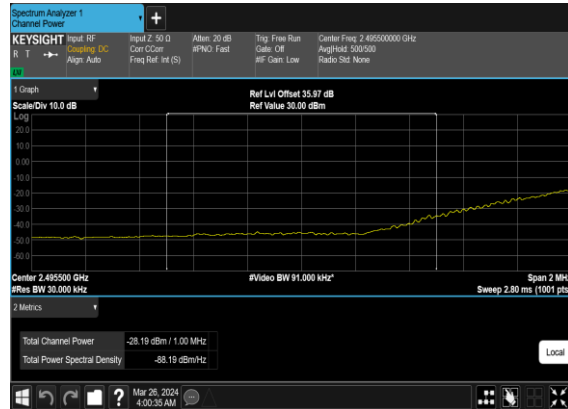 Spectrum Analyzer 1
Channel Power
+
KEYSIGHT Input: RF Input Z: 50 Ω Atten: 20 dB Trig: Free Run Center Freq: 2.495500000 GHz
R T Coupling: DC Corr CCorr #PNO: Fast Gate: Off Avg|Hold: 500/500
Align: Auto Freq Ref: Int (S) #IF Gain: Low Radio Std: None
1 Graph
Scale/Div 10.0 dB
Ref Lvl Offset 35.97 dB
Ref Value 30.00 dBm
Log
20.0
10.0
0.00
-10.0
-20.0
-30.0
-40.0
-50.0
-60.0
Center 2.495500 GHz #Video BW 91.000 kHz* Span 2 MHz
#Res BW 30.000 kHz Sweep 2.80 ms (1001 pts
2 Metrics
Total Channel Power -28.19 dBm / 1.00 MHz
Total Power Spectral Density -88.19 dBm/Hz
Local
?
Mar 26, 2024
4:00:35 AM